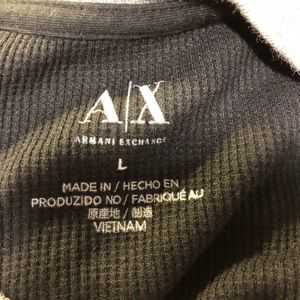 A|X
ARMANI EXCHANGE
L
MADE IN / HECHO EN
PRODUZIDO NO / FABRIQUÉ AU
原産地 / 制造
VIETNAM